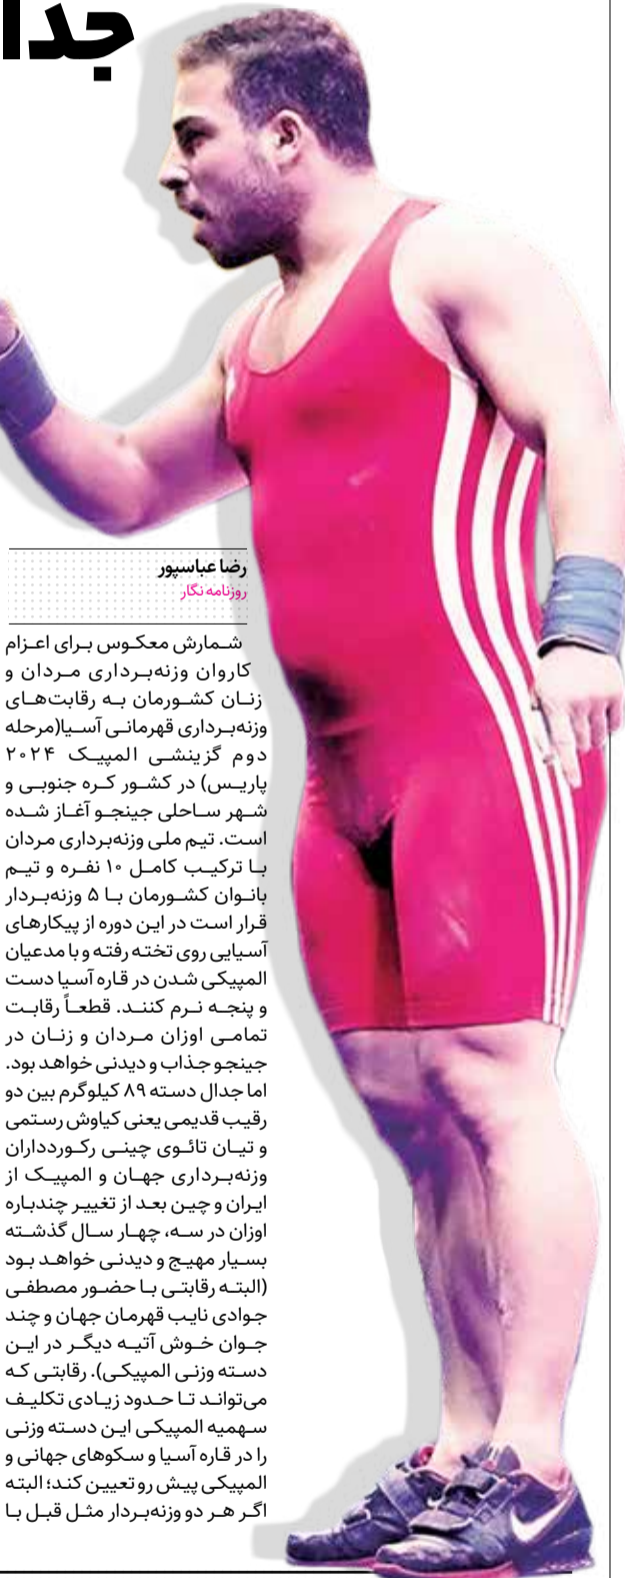 جدا
رضا عباسپور
روزنامه نگار
شمارش معکوس برای اعزام
کاروان وزنه‌برداری مردان و
زنان کشورمان به رقابت‌های
وزنه‌برداری قهرمانی آسیا(مرحله
دوم گزینشی المپیک ۲۰۲۴
پاریس) در کشور کره جنوبی و
شهر ساحلی جینجو آغاز شده
است. تیم ملی وزنه‌برداری مردان
با ترکیب کامل ۱۰ نفره و تیم
بانوان کشورمان با ۵ وزنه‌بردار
قرار است در این دوره از پیکارهای
آسیایی روی تخته رفته و با مدعیان
المپیکی شدن در قاره آسیا دست
و پنجه نرم کنند. قطعاً رقابت
تمامی اوزان مردان و زنان در
جینجو جذاب و دیدنی خواهد بود.
اما جدال دسته ۸۹ کیلوگرم بین دو
رقیب قدیمی یعنی کیاوش رستمی
و تیان تائوی چینی رکوردداران
وزنه‌برداری جهان و المپیک از
ایران و چین بعد از تغییر چندباره
اوزان در سه، چهار سال گذشته
بسیار مهیج و دیدنی خواهد بود
(البته رقابتی با حضور مصطفی
جوادی نایب قهرمان جهان و چند
جوان خوش آتیه دیگر در این
دسته وزنی المپیکی). رقابتی که
می‌تواند تا حدود زیادی تکلیف
سهمیه المپیکی این دسته وزنی
را در قاره آسیا و سکوهای جهانی و
المپیکی پیش رو تعیین کند؛ البته
اگر هر دو وزنه‌بردار مثل قبل با